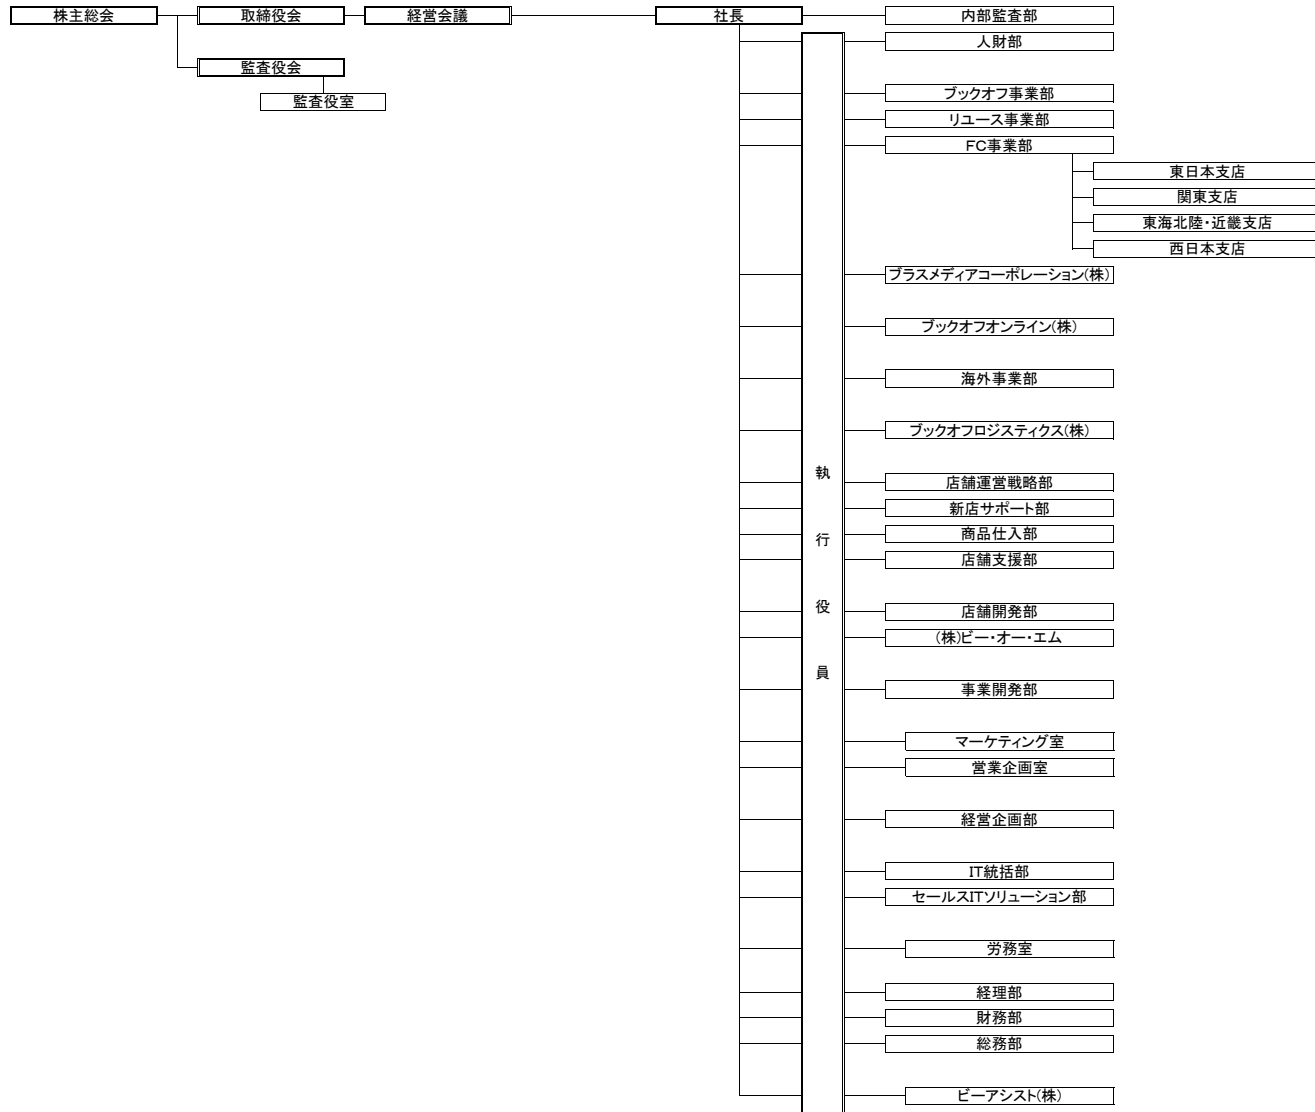 株主総会
取締役会
経営会議
社長
内部監査部
人財部
監査役会
監査役室
ブックオフ事業部
リユース事業部
FC事業部
東日本支店
関東支店
東海北陸・近畿支店
西日本支店
ブラスメディアコーポレーション(株)
ブックオフオンライン(株)
海外事業部
ブックオフロジスティクス(株)
執行役員
店舗運営戦略部
新店サポート部
商品仕入部
店舗支援部
店舗開発部
(株)ビー・オー・エム
事業開発部
マーケティング室
営業企画室
経営企画部
IT統括部
セールスITソリューション部
労務室
経理部
財務部
総務部
ビーアシスト(株)